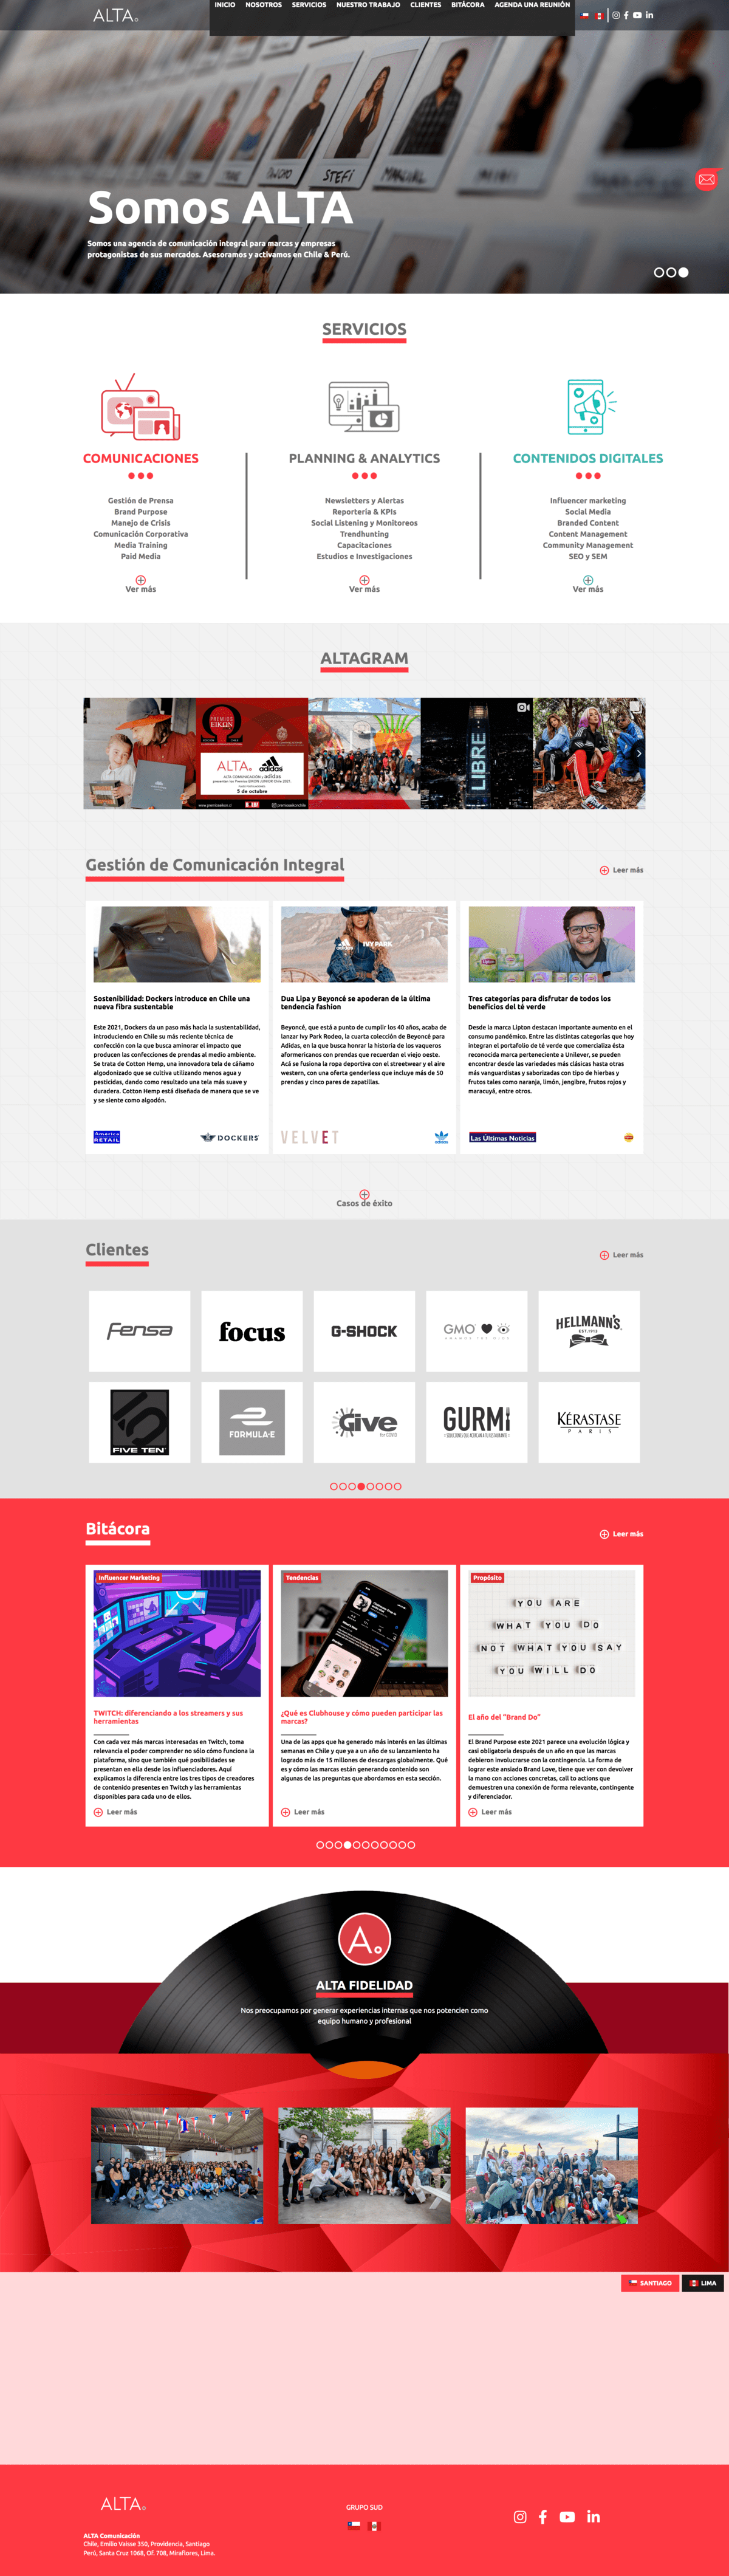 ALTA
INICIO NOSOTROS SERVICIOS NUESTRO TRABAJO CLIENTES BITÁCORA AGENDA UNA REUNIÓN
STEFI
MARCIAL
MIMI
Somos ALTA
Somos una agencia de comunicación integral para marcas y empresas
protagonistas de sus mercados. Asesoramos y activamos en Chile & Perú.
SERVICIOS
COMUNICACIONES
Gestión de Prensa
Brand Purpose
Manejo de Crisis
Comunicación Corporativa
Media Training
Paid Media
Ver más
PLANNING & ANALYTICS
Newsletters y Alertas
Reportería & KPIs
Social Listening y Monitoreos
Trendhunting
Capacitaciones
Estudios e Investigaciones
Ver más
CONTENIDOS DIGITALES
Influencer marketing
Social Media
Branded Content
Content Management
Community Management
SEO y SEM
Ver más
ALTAGRAM
PREMIOS
EIKON
ALTA
adidas
ALTA COMUNICACIÓN y adidas
5 de octubre
LIBRE
Gestión de Comunicación Integral
Leer más
Sostenibilidad: Dockers introduce en Chile una
nueva fibra sustentable
Este 2021, Dockers da un paso más hacia la sustentabilidad,
introduciendo en Chile su más reciente técnica de
confección con la que busca aminorar el impacto que
producen las confecciones de prendas al medio ambiente.
Se trata de Cotton Hemp, una innovadora tela de cáñamo
algodonizado que se cultiva utilizando menos agua y
pesticidas, dando como resultado una tela más suave y
duradera. Cotton Hemp está diseñada de manera que se ve
y se siente como algodón.
América
RETAIL
DOCKERS
adidas
IVY PARK
Dua Lipa y Beyoncé se apoderan de la última
tendencia fashion
Beyoncé, que está a punto de cumplir los 40 años, acaba de
lanzar Ivy Park Rodeo, la cuarta colección de Beyoncé para
Adidas, en la que busca honrar la historia de los vaqueros
aformericanos con prendas que recuerdan el viejo oeste.
Acá se fusiona la ropa deportiva con el streetwear y el aire
western, con una oferta genderless que incluye más de 50
prendas y cinco pares de zapatillas.
VELVET
adidas
Tres categorías para disfrutar de todos los
beneficios del té verde
Desde la marca Lipton destacan importante aumento en el
consumo pandémico. Entre las distintas categorías que hoy
integran el portafolio de té verde que comercializa ésta
reconocida marca perteneciente a Unilever, se pueden
encontrar desde las variedades más clásicas hasta otras
más vanguardistas y saborizadas con tipo de hierbas y
frutos tales como naranja, limón, jengibre, frutos rojos y
maracuyá, entre otros.
Las Últimas Noticias
Casos de éxito
Clientes
Leer más
Fensa
focus
G-SHOCK
GMO
HELLMANN'S.
EST. 1913
FIVE TEN
FORMULA-E
Give
for COVID
GURMI
KÉRASTASE
PARIS
Bitácora
Leer más
Influencer Marketing
TWITCH: diferenciando a los streamers y sus
herramientas
Con cada vez más marcas interesadas en Twitch, toma
relevancia el poder comprender no sólo cómo funciona la
plataforma, sino que también qué posibilidades se
presentan en ella desde los influenciadores. Aquí
explicamos la diferencia entre los tres tipos de creadores
de contenido presentes en Twitch y las herramientas
disponibles para cada uno de ellos.
Leer más
Tendencias
¿Qué es Clubhouse y cómo pueden participar las
marcas?
Una de las apps que ha generado más interés en las últimas
semanas en Chile y que ya a un año de su lanzamiento ha
logrado más de 15 millones de descargas globalmente. Qué
es y cómo las marcas están generando contenido son
algunas de las preguntas que abordamos en esta sección.
Leer más
Propósito
YOU ARE
WHAT YOU DO
NOT WHAT YOU SAY
YOU WILL DO
El año del "Brand Do"
El Brand Purpose este 2021 parece una evolución lógica y
casi obligatoria después de un año en que las marcas
debieron involucrarse con la contingencia. La forma de
lograr este ansiado Brand Love, tiene que ver con devolver
la mano con acciones concretas, call to actions que
demuestren una conexión de forma relevante, contingente
y diferenciador.
Leer más
A
ALTA FIDELIDAD
Nos preocupamos por generar experiencias internas que nos potencien como
equipo humano y profesional
SANTIAGO
LIMA
ALTA
ALTA Comunicación
Chile, Emilio Vaisse 350, Providencia, Santiago
Perú, Santa Cruz 1068, Of. 708, Miraflores, Lima.
GRUPO SUD